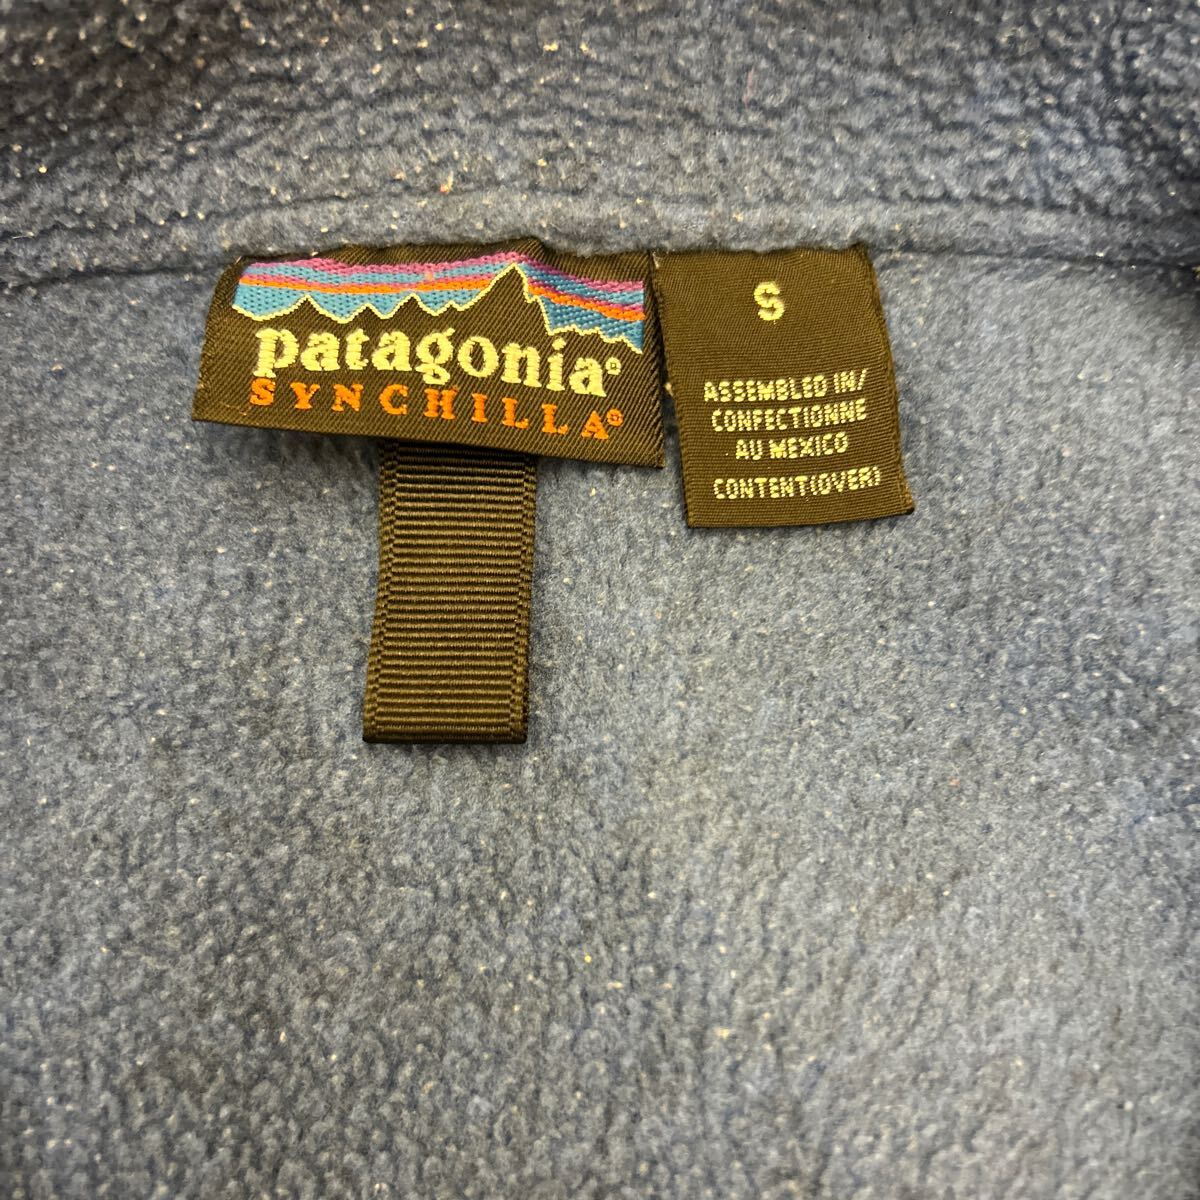 patagonia®
SYNCHILLA®
S
ASSEMBLED IN/
CONFECTIONNE
AU MEXICO
CONTENT(OVER)